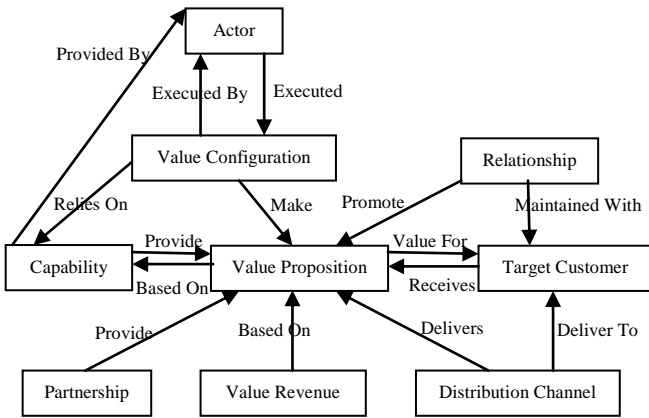 Actor
Provided By
Executed By
Executed
Value Configuration
Relationship
Relies On
Make
Promote
Maintained With
Provide
Value For
Capability
Value Proposition
Target Customer
Based On
Receives
Provide
Based On
Delivers
Deliver To
Partnership
Value Revenue
Distribution Channel